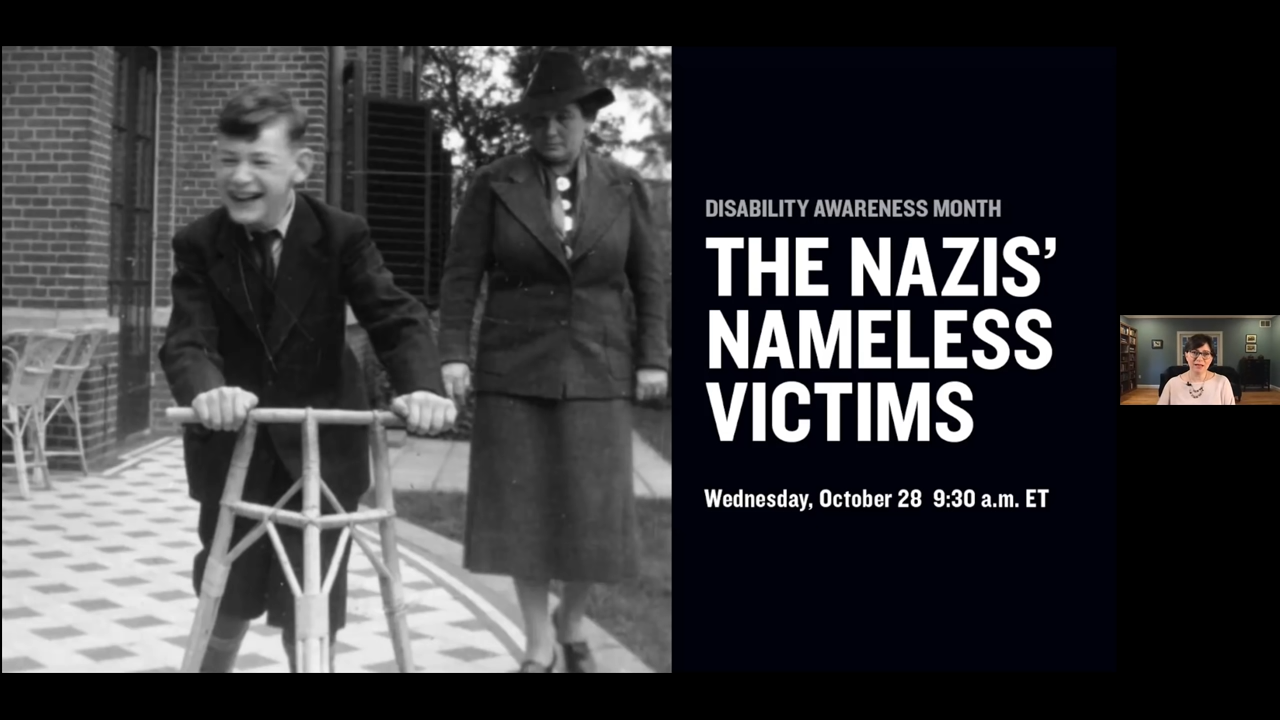 DISABILITY AWARENESS MONTH
THE NAZIS’
NAMELESS
VICTIMS
Wednesday, October 28 9:30 a.m. ET